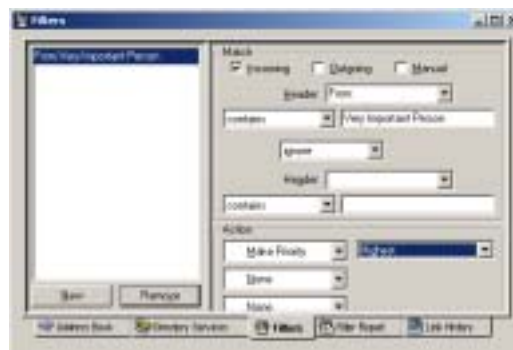 Filters
From:Very Important Person
Match
Incoming Outgoing Manual
Header From:
contains Very Important Person
ignore
Header
contains
Action
Make Priority Highest
None
None
New Remove
Address Book Directory Services Filters Filter Report Link History